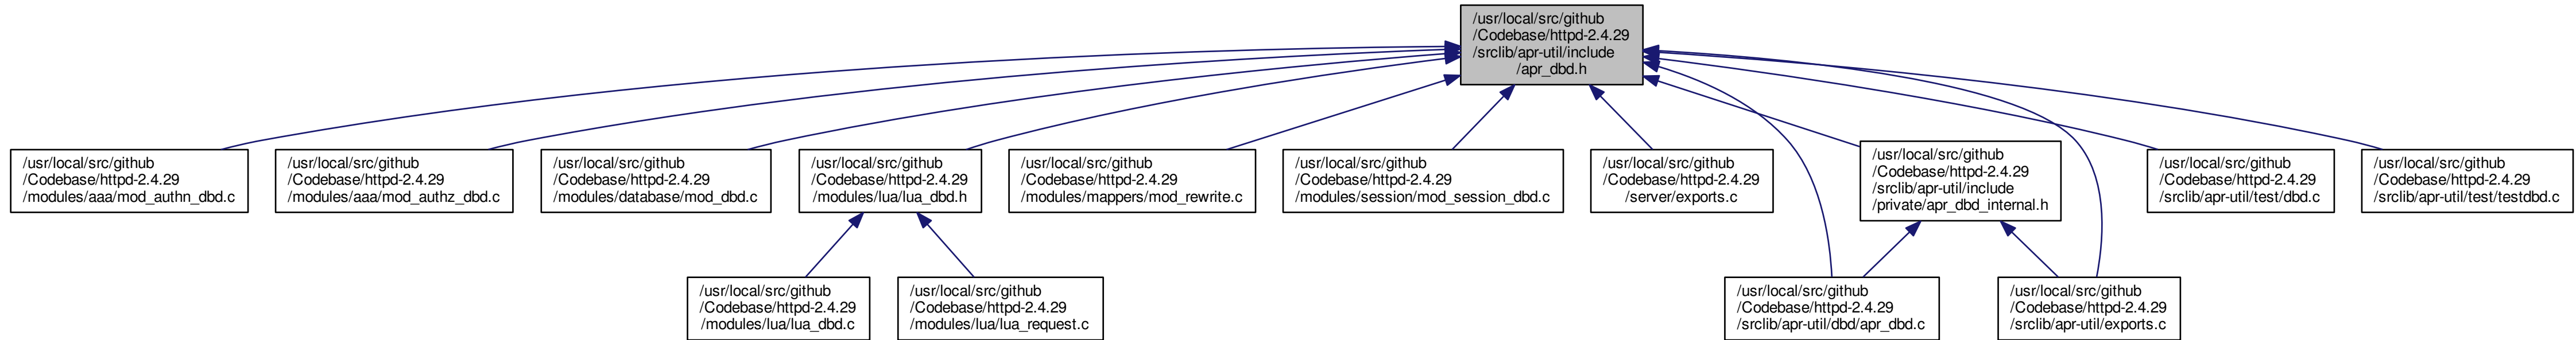 /usr/local/src/github
/Codebase/httpd-2.4.29
/srclib/apr-util/include
/apr_dbd.h
/usr/local/src/github
/Codebase/httpd-2.4.29
/modules/aaa/mod_authn_dbd.c
/usr/local/src/github
/Codebase/httpd-2.4.29
/modules/aaa/mod_authz_dbd.c
/usr/local/src/github
/Codebase/httpd-2.4.29
/modules/database/mod_dbd.c
/usr/local/src/github
/Codebase/httpd-2.4.29
/modules/lua/lua_dbd.h
/usr/local/src/github
/Codebase/httpd-2.4.29
/modules/mappers/mod_rewrite.c
/usr/local/src/github
/Codebase/httpd-2.4.29
/modules/session/mod_session_dbd.c
/usr/local/src/github
/Codebase/httpd-2.4.29
/server/exports.c
/usr/local/src/github
/Codebase/httpd-2.4.29
/srclib/apr-util/include
/private/apr_dbd_internal.h
/usr/local/src/github
/Codebase/httpd-2.4.29
/srclib/apr-util/test/dbd.c
/usr/local/src/github
/Codebase/httpd-2.4.29
/srclib/apr-util/test/testdbd.c
/usr/local/src/github
/Codebase/httpd-2.4.29
/modules/lua/lua_dbd.c
/usr/local/src/github
/Codebase/httpd-2.4.29
/modules/lua/lua_request.c
/usr/local/src/github
/Codebase/httpd-2.4.29
/srclib/apr-util/dbd/apr_dbd.c
/usr/local/src/github
/Codebase/httpd-2.4.29
/srclib/apr-util/exports.c